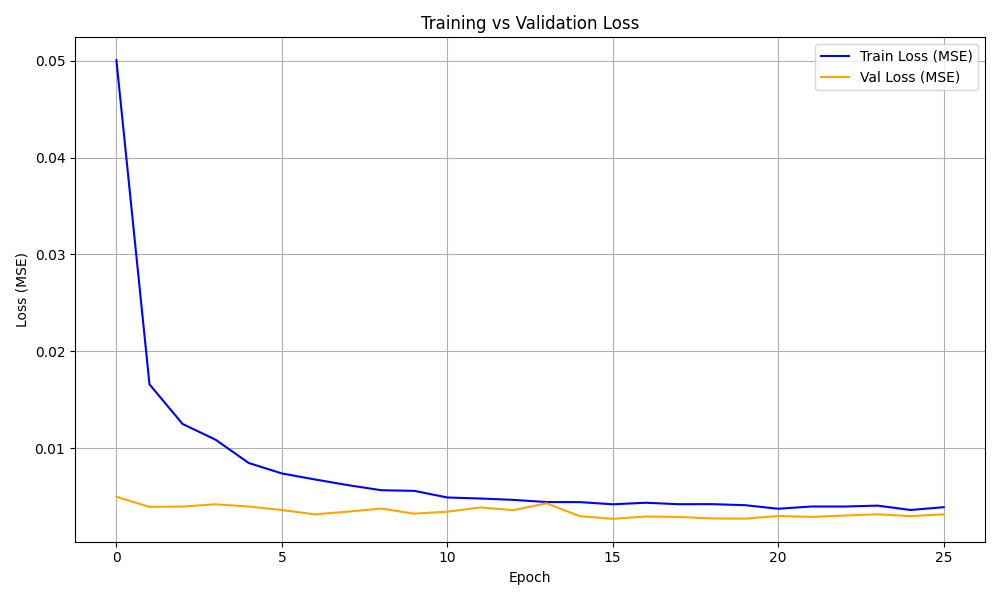 Training vs Validation Loss
Train Loss (MSE)
Val Loss (MSE)
0.05
0.04
0.03
0.02
0.01
Loss (MSE)
0
5
10
15
20
25
Epoch